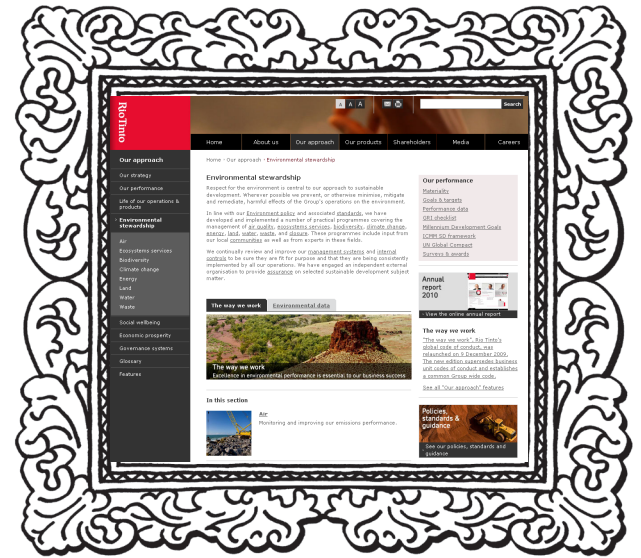 RioTinto
A A A
Search
Home About us Our approach Our products Shareholders Media Careers
Our approach
Our strategy
Our performance
Life of our operations &
products
Environmental
stewardship
Air
Ecosystems services
Biodiversity
Climate change
Energy
Land
Water
Waste
Social wellbeing
Economic prosperity
Governance systems
Glossary
Features
Home › Our approach › Environmental stewardship
Environmental stewardship
Respect for the environment is central to our approach to sustainable
development. Wherever possible we prevent, or otherwise minimise, mitigate
and remediate, harmful effects of the Group's operations on the environment.
In line with our Environment policy and associated standards, we have
developed and implemented a number of practical programmes covering the
management of air quality, ecosystems services, biodiversity, climate change,
energy, land, water, waste, and closure. These programmes include input from
our local communities as well as from experts in these fields.
We continually review and improve our management systems and internal
controls to be sure they are fit for purpose and that they are being consistently
implemented by all our operations. We have engaged an independent external
organisation to provide assurance on selected sustainable development subject
matter.
The way we work Environmental data
The way we work
Excellence in environmental performance is essential to our business success
In this section
Air
Monitoring and improving our emissions performance.
Our performance
Materiality
Goals & targets
Performance data
GRI checklist
Millennium Development Goals
ICMM SD framework
UN Global Compact
Surveys & awards
Annual
report
2010
› View the online annual report
The way we work
"The way we work", Rio Tinto's
global code of conduct, was
relaunched on 9 December 2009.
The new edition supersedes business
unit codes of conduct and establishes
a common Group wide code.
See all "Our approach" features
Policies,
standards &
guidance
› See our policies, standards and
guidance